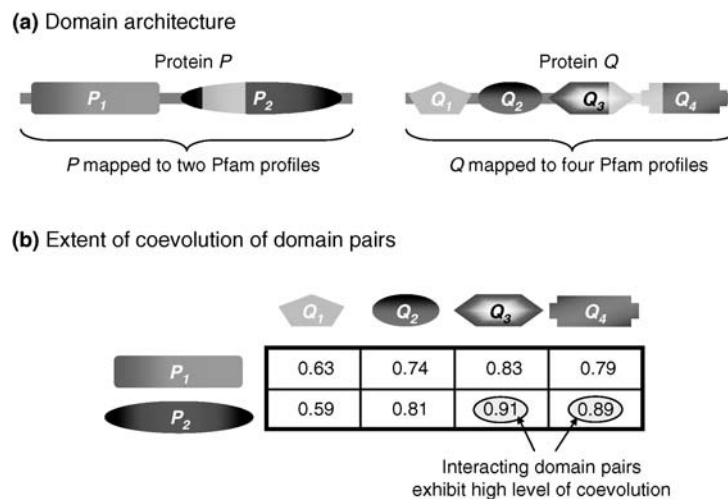 (a) Domain architecture
Protein P
Protein Q
P1
P2
Q1
Q2
Q3
Q4
P mapped to two Pfam profiles
Q mapped to four Pfam profiles
(b) Extent of coevolution of domain pairs
Q1
Q2
Q3
Q4
P1
0.63
0.74
0.83
0.79
P2
0.59
0.81
0.91
0.89
Interacting domain pairs
exhibit high level of coevolution